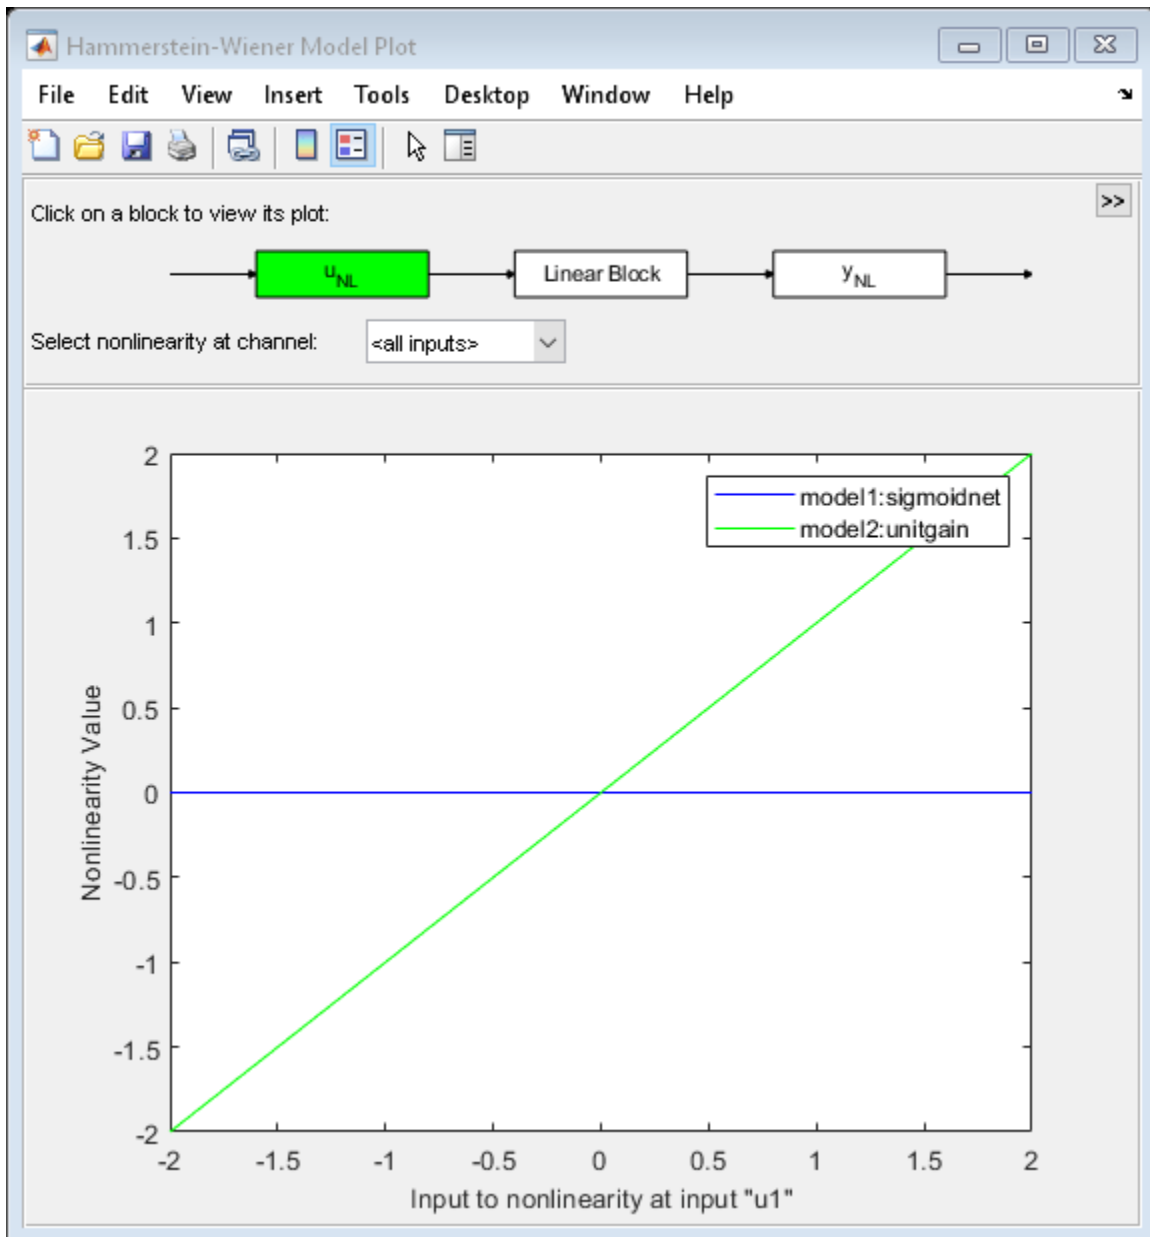 Hammerstein-Wiener Model Plot
File Edit View Insert Tools Desktop Window Help
Click on a block to view its plot:
>>
u_NL Linear Block y_NL
Select nonlinearity at channel: <all inputs>
2
model1:sigmoidnet
model2:unitgain
1.5
1
0.5
0
-0.5
-1
-1.5
-2
Nonlinearity Value
-2 -1.5 -1 -0.5 0 0.5 1 1.5 2
Input to nonlinearity at input "u1"